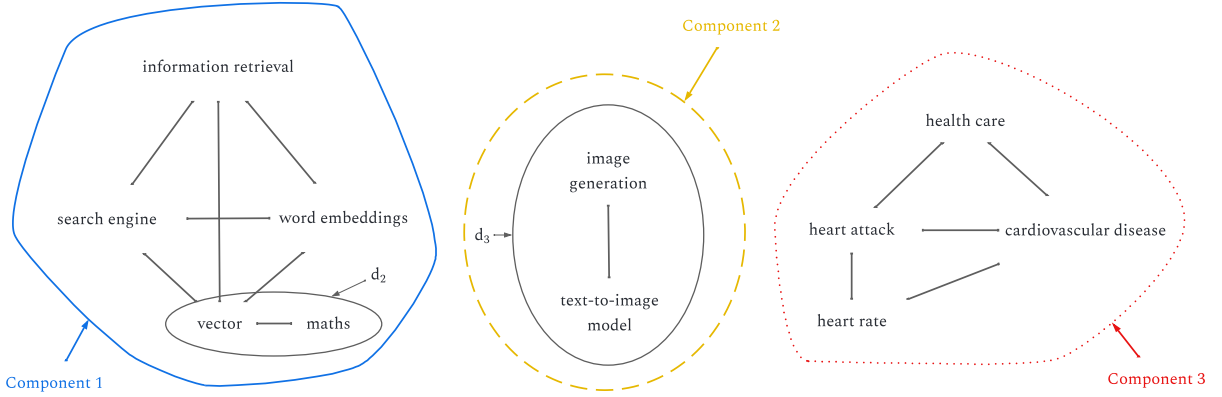 Component 2
information retrieval
health care
image
generation
search engine
word embeddings
d3
heart attack
cardiovascular disease
d2
text-to-image
model
vector
maths
heart rate
Component 1
Component 3